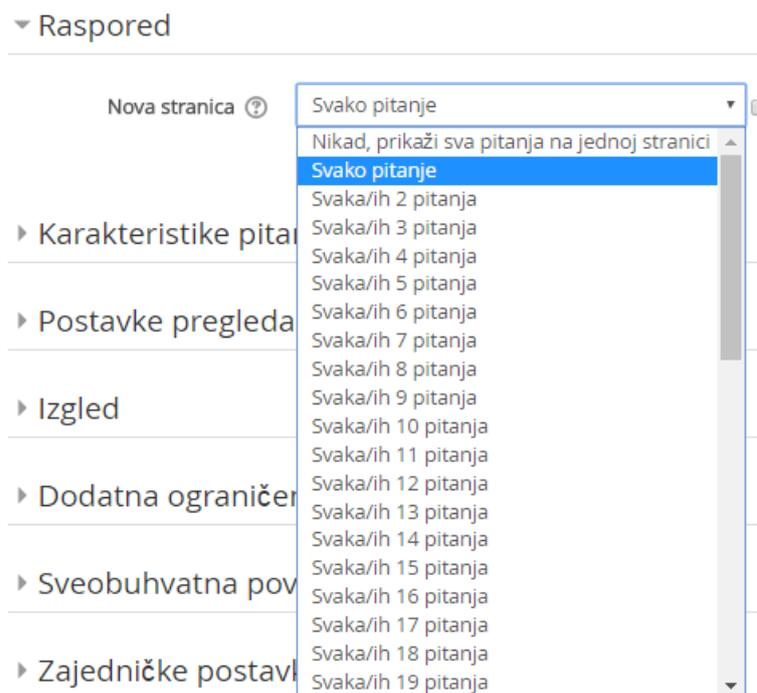 Raspored
Nova stranica
Svako pitanje
Nikad, prikaži sva pitanja na jednoj stranici
Svako pitanje
Svaka/ih 2 pitanja
Svaka/ih 3 pitanja
Svaka/ih 4 pitanja
Svaka/ih 5 pitanja
Svaka/ih 6 pitanja
Svaka/ih 7 pitanja
Svaka/ih 8 pitanja
Svaka/ih 9 pitanja
Svaka/ih 10 pitanja
Svaka/ih 11 pitanja
Svaka/ih 12 pitanja
Svaka/ih 13 pitanja
Svaka/ih 14 pitanja
Svaka/ih 15 pitanja
Svaka/ih 16 pitanja
Svaka/ih 17 pitanja
Svaka/ih 18 pitanja
Svaka/ih 19 pitanja
Karakteristike
Postavke pregleda
Izgled
Dodatna
Sveobuhvatna
Zajedničke